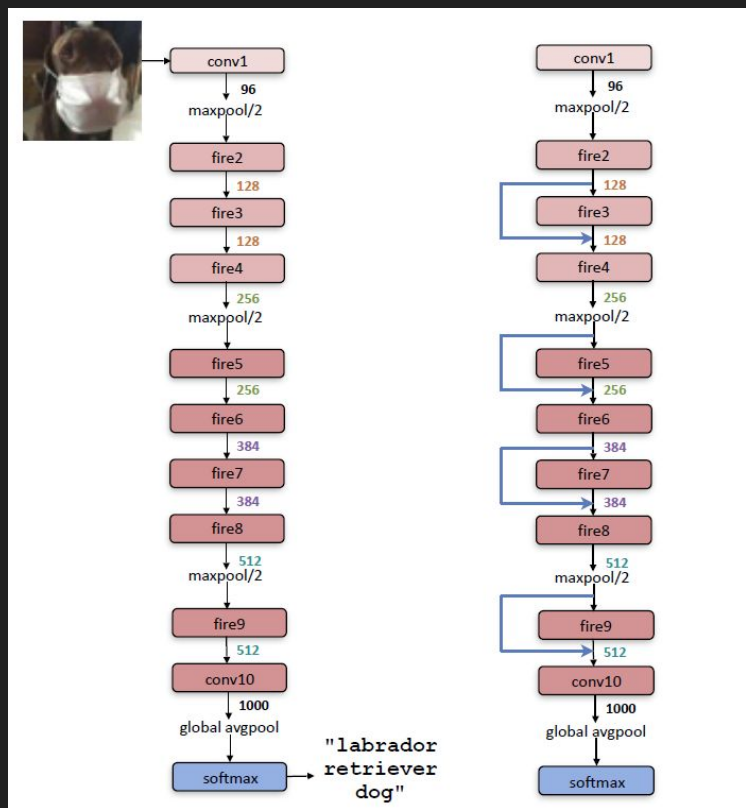 conv1
96
maxpool/2
fire2
128
fire3
128
fire4
256
maxpool/2
fire5
256
fire6
384
fire7
384
fire8
512
maxpool/2
fire9
512
conv10
1000
global avgpool
softmax
"labrador
retriever
dog"
conv1
96
maxpool/2
fire2
128
fire3
128
fire4
256
maxpool/2
fire5
256
fire6
384
fire7
384
fire8
512
maxpool/2
fire9
512
conv10
1000
global avgpool
softmax